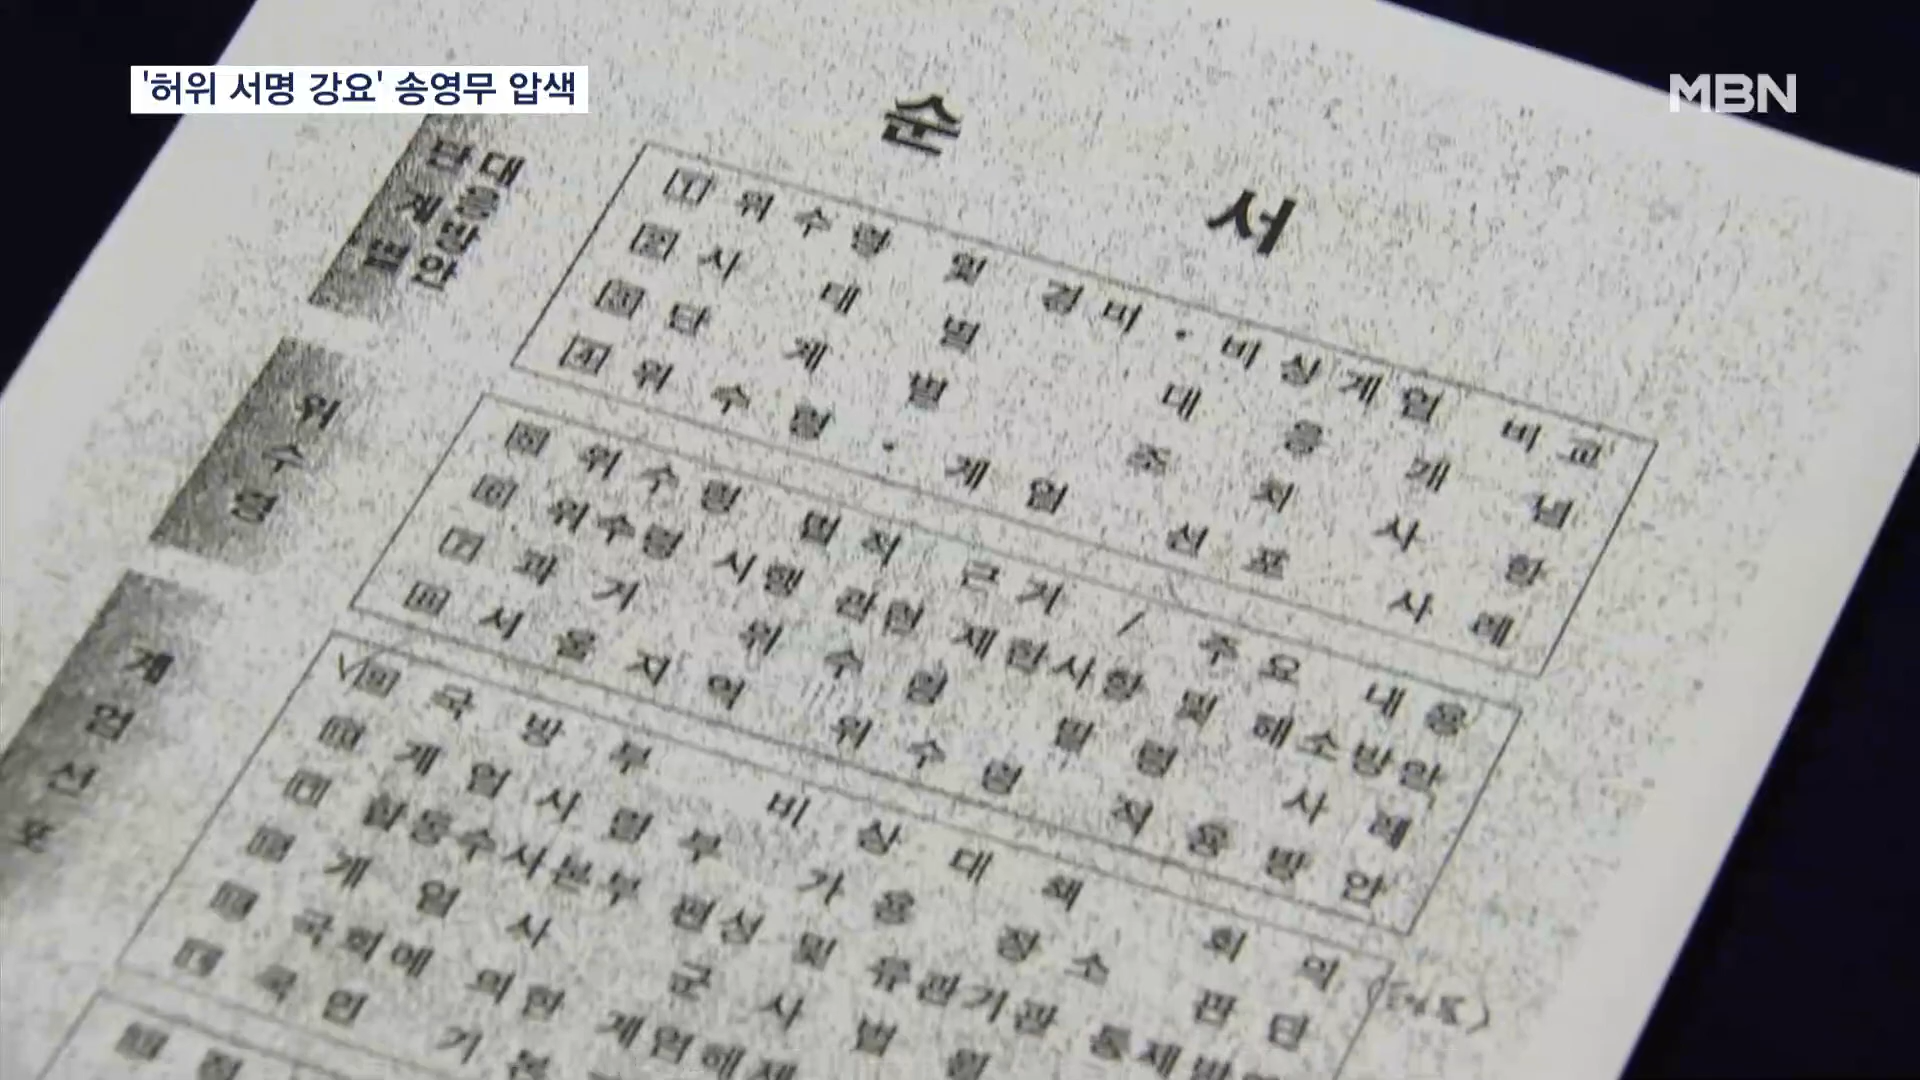 '허위 서명 강요' 송영무 압색
MBN
순 서
단계별
대응방안
1 위수령 및 경비·비상계엄 비교
2 시대별 대응개념
3 단계별 조치사항
4 위수령·계엄 선포 사례
위수령
5 위수령 법적 근거 / 주요 내용
6 위수령 시행 관련 제한사항 및 해소방안
7 과거 위수령 발령 사례
8 서울지역 위수령 적용방안
계엄선포
9 국방부 비상대책회의
10 계엄사령부 가용 장소 판단
11 합동수사본부 편성 및 유관기관 통제방안
12 계엄사 군사법원
13 국회에 의한 계엄해제
14 국민 기본